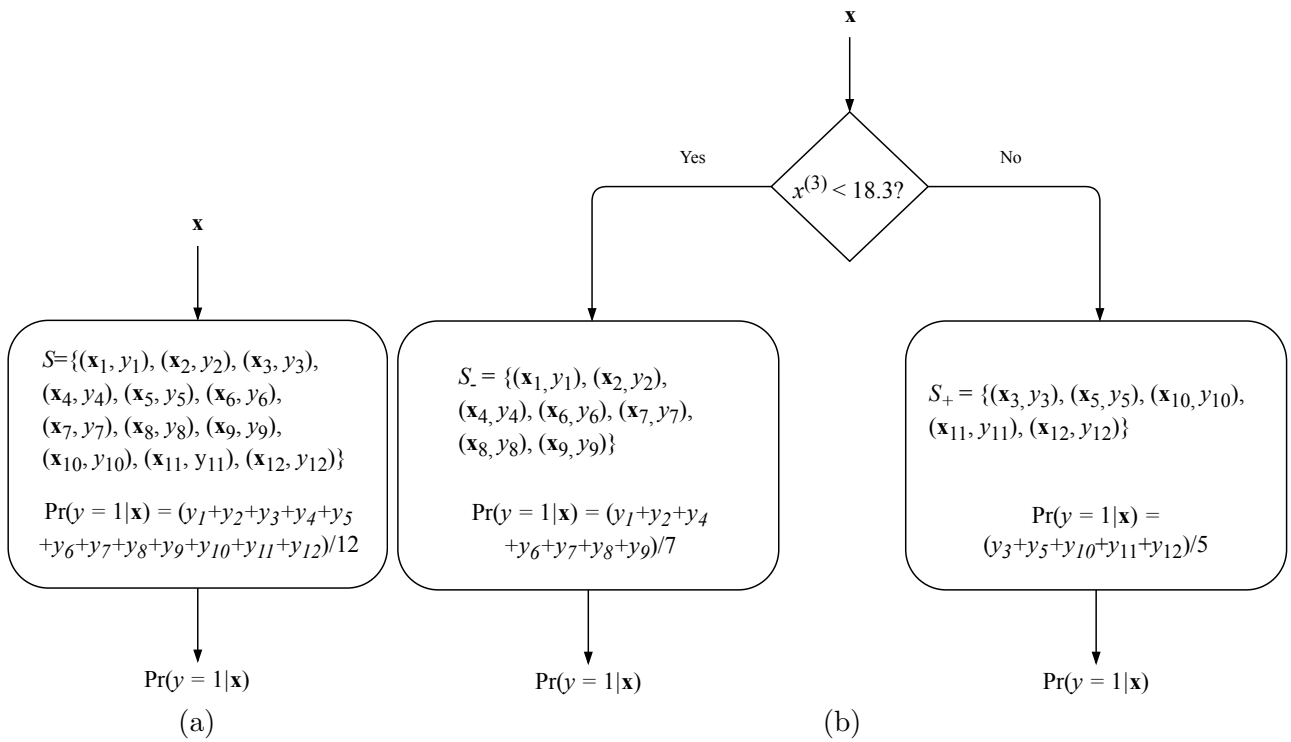 x
S={(x1, y1), (x2, y2), (x3, y3),
(x4, y4), (x5, y5), (x6, y6),
(x7, y7), (x8, y8), (x9, y9),
(x10, y10), (x11, y11), (x12, y12)}
Pr(y = 1|x) = (y1+y2+y3+y4+y5
+y6+y7+y8+y9+y10+y11+y12)/12
Pr(y = 1|x)
(a)
x
x(3) < 18.3?
Yes
No
S- = {(x1, y1), (x2, y2),
(x4, y4), (x6, y6), (x7, y7),
(x8, y8), (x9, y9)}
Pr(y = 1|x) = (y1+y2+y4
+y6+y7+y8+y9)/7
Pr(y = 1|x)
S+ = {(x3, y3), (x5, y5), (x10, y10),
(x11, y11), (x12, y12)}
Pr(y = 1|x) =
(y3+y5+y10+y11+y12)/5
Pr(y = 1|x)
(b)